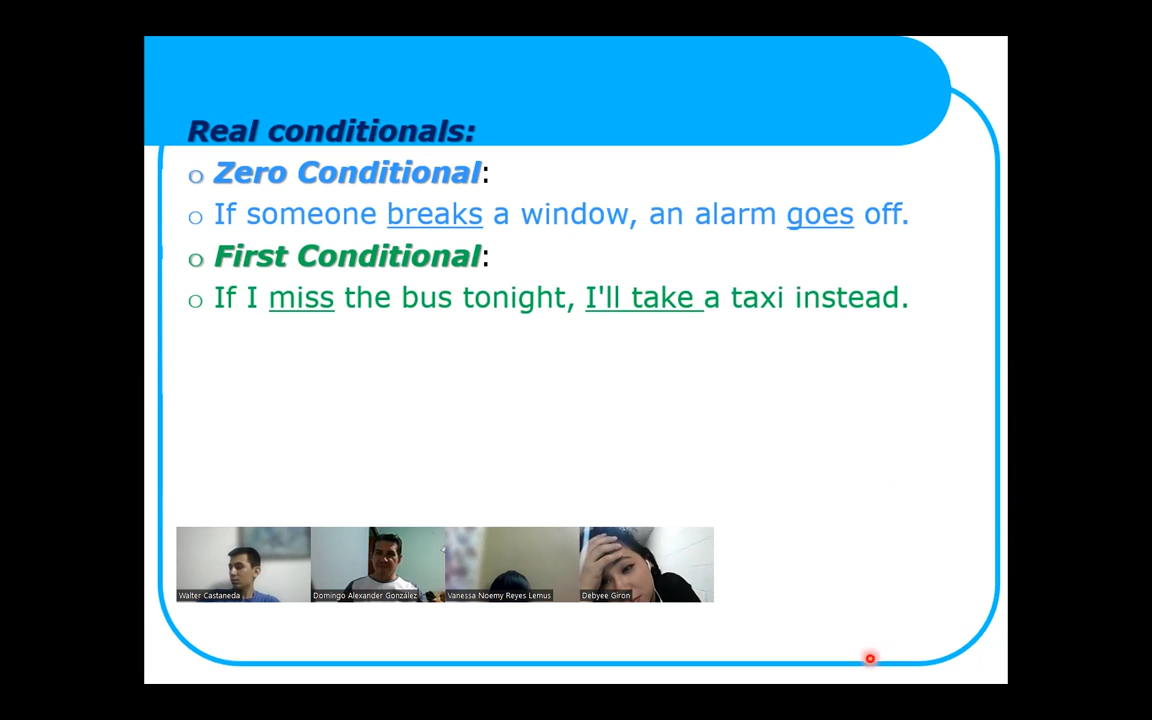 Real conditionals:
Zero Conditional:
If someone breaks a window, an alarm goes off.
First Conditional:
If I miss the bus tonight, I'll take a taxi instead.
Walter Castaneda
Domingo Alexander González
Vanessa Noemy Reyes Lemus
Debyee Giron